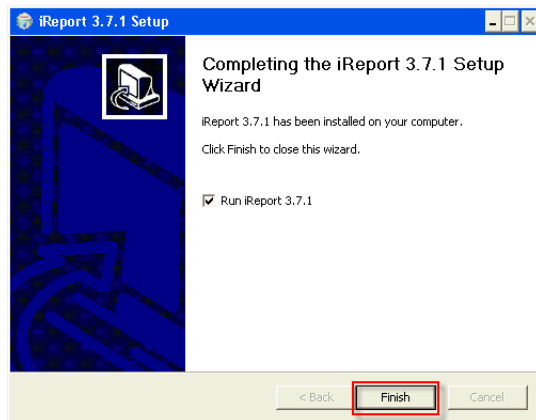 iReport 3.7.1 Setup
Completing the iReport 3.7.1 Setup
Wizard
iReport 3.7.1 has been installed on your computer.
Click Finish to close this wizard.
Run iReport 3.7.1
< Back Finish Cancel